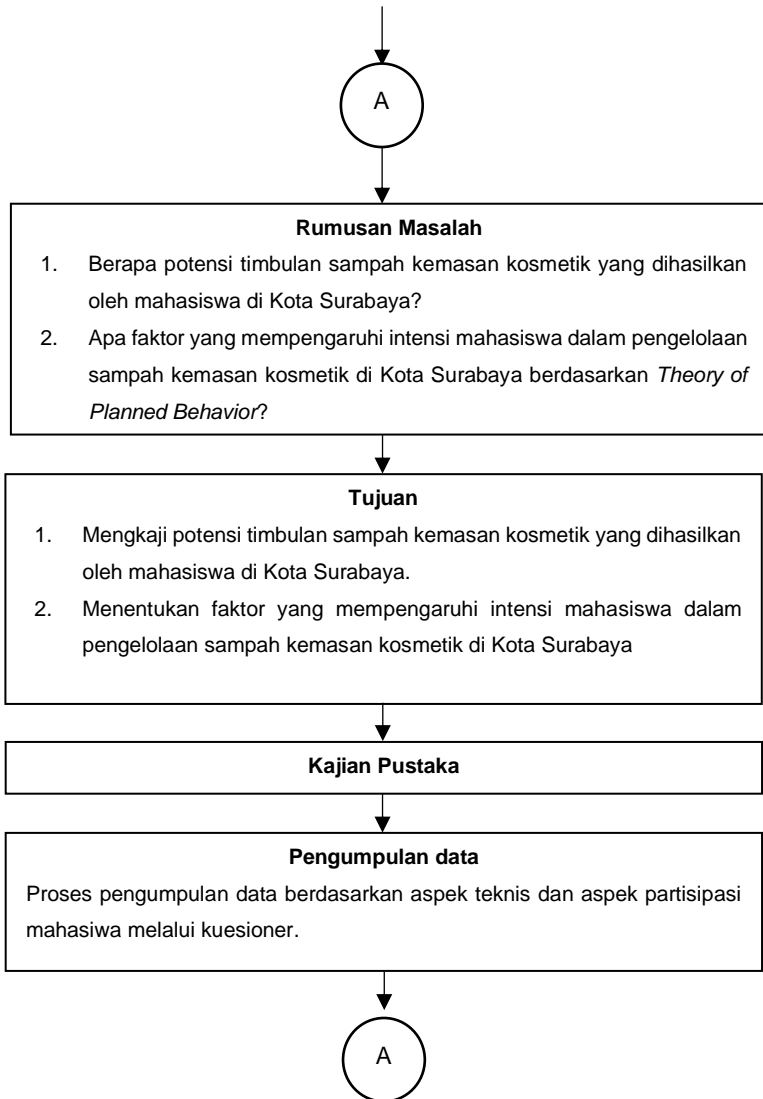 A
Rumusan Masalah
1. Berapa potensi timbulan sampah kemasan kosmetik yang dihasilkan
oleh mahasiswa di Kota Surabaya?
2. Apa faktor yang mempengaruhi intensi mahasiswa dalam pengelolaan
sampah kemasan kosmetik di Kota Surabaya berdasarkan Theory of
Planned Behavior?
Tujuan
1. Mengkaji potensi timbulan sampah kemasan kosmetik yang dihasilkan
oleh mahasiswa di Kota Surabaya.
2. Menentukan faktor yang mempengaruhi intensi mahasiswa dalam
pengelolaan sampah kemasan kosmetik di Kota Surabaya
Kajian Pustaka
Pengumpulan data
Proses pengumpulan data berdasarkan aspek teknis dan aspek partisipasi
mahasiwa melalui kuesioner.
A